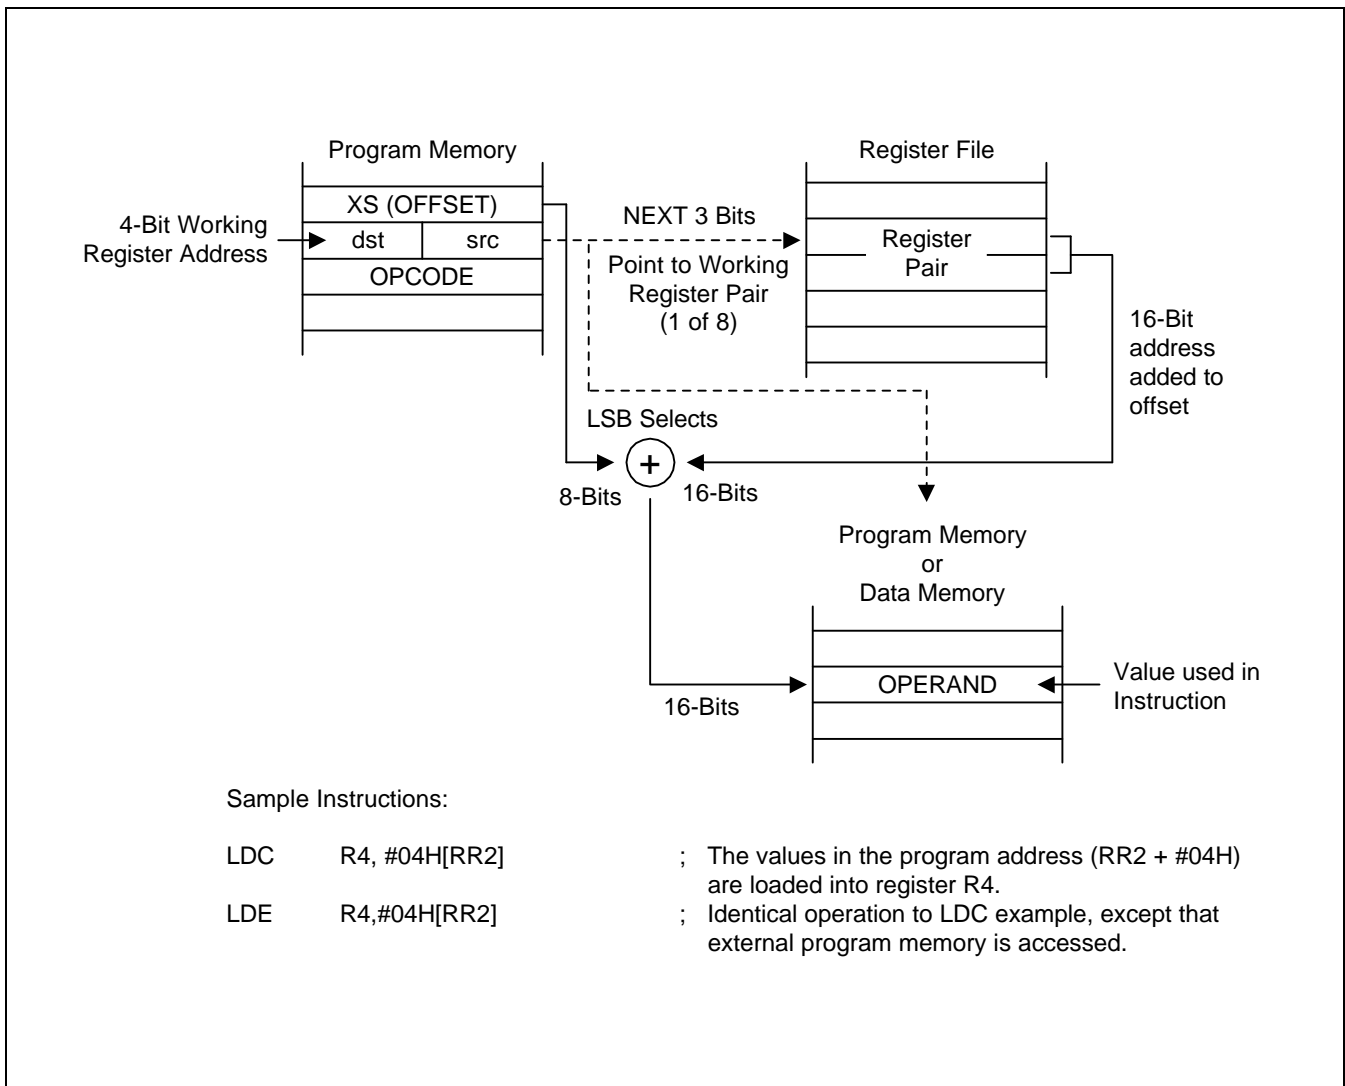 Program Memory
Register File
XS (OFFSET)
4-Bit Working
Register Address
dst
src
OPCODE
NEXT 3 Bits
Point to Working
Register Pair
(1 of 8)
Register
Pair
16-Bit
address
added to
offset
LSB Selects
+
8-Bits
16-Bits
Program Memory
or
Data Memory
OPERAND
Value used in
Instruction
16-Bits
Sample Instructions:
LDC R4, #04H[RR2] ; The values in the program address (RR2 + #04H)
are loaded into register R4.
LDE R4,#04H[RR2] ; Identical operation to LDC example, except that
external program memory is accessed.